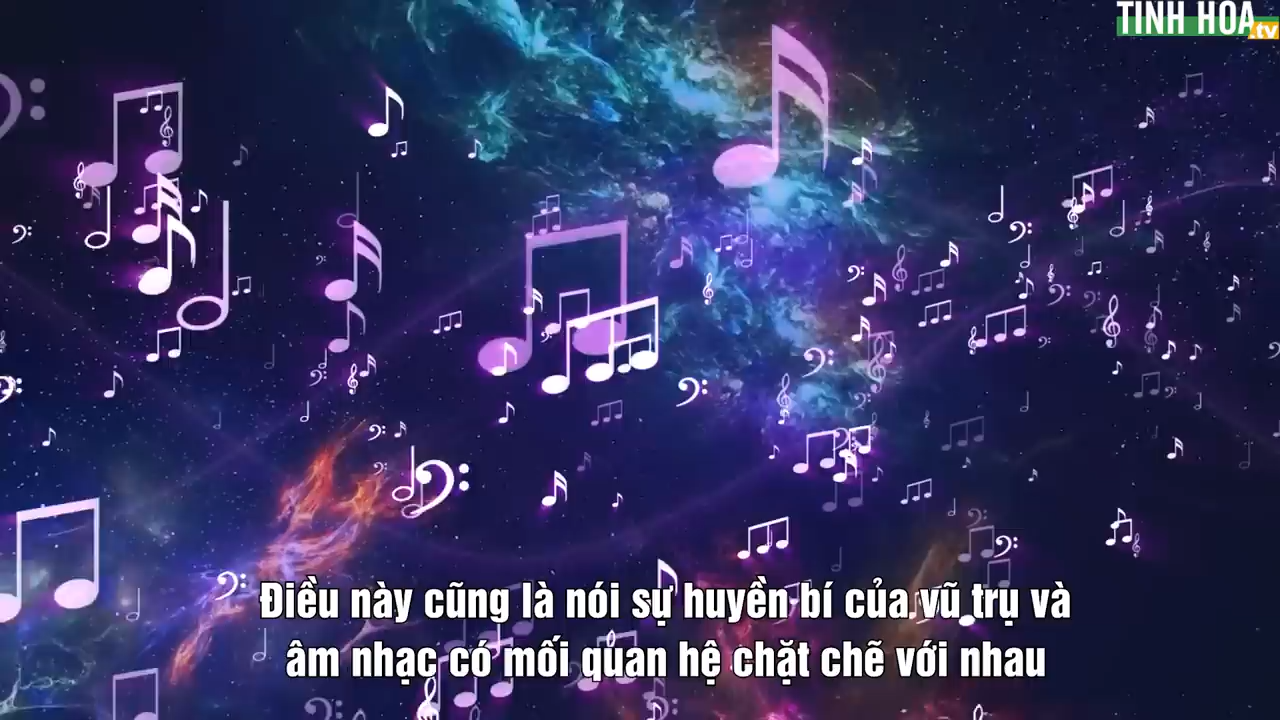 TINH HOA
.tv
Điều này cũng là nói sự huyền bí của vũ trụ và
âm nhạc có mối quan hệ chặt chẽ với nhau